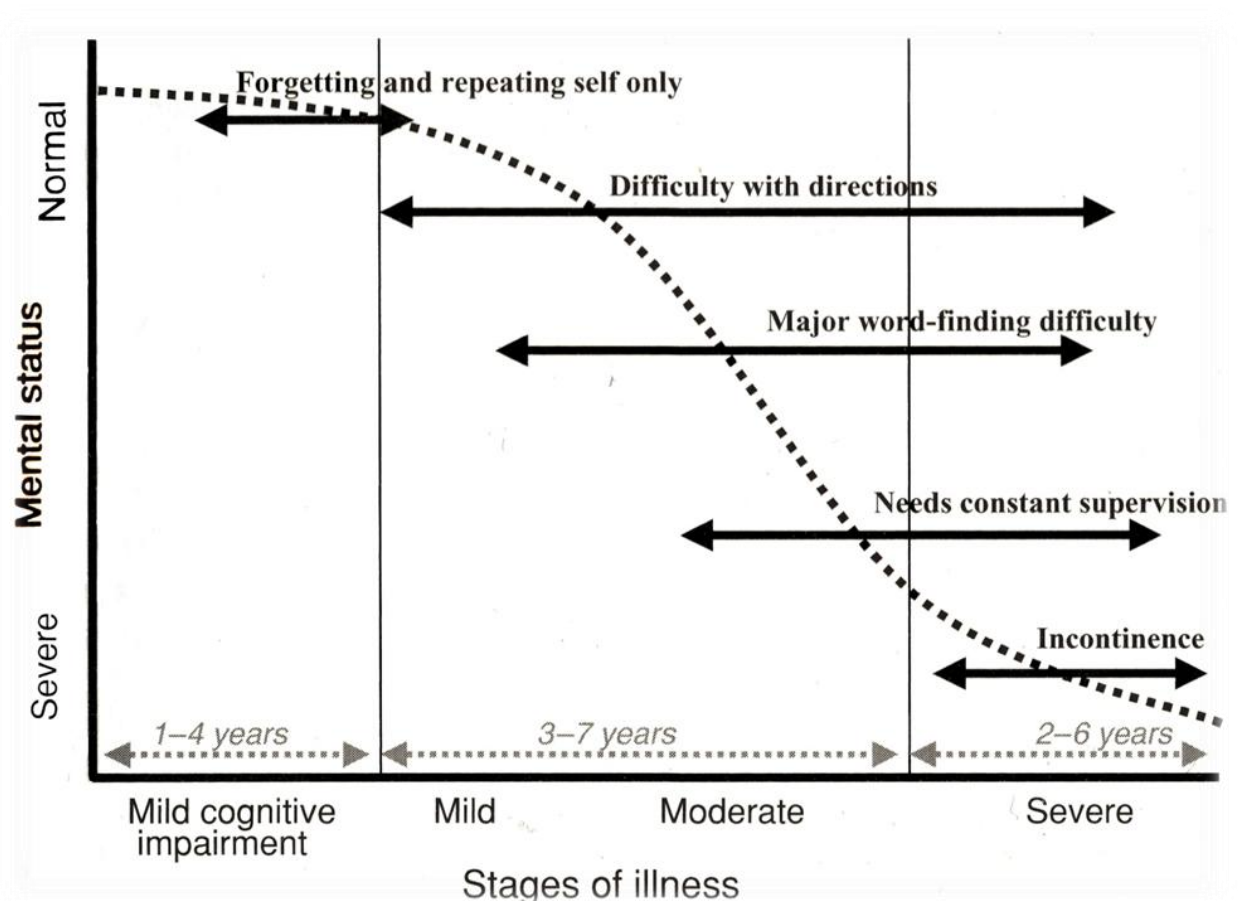 Forgetting and repeating self only
Normal
Difficulty with directions
Major word-finding difficulty
Mental status
Needs constant supervision
Severe
Incontinence
1–4 years
3–7 years
2–6 years
Mild cognitive
impairment
Mild
Moderate
Severe
Stages of illness